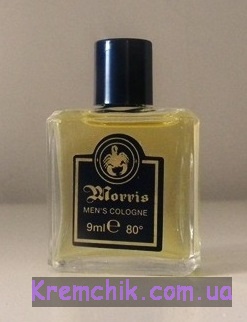 Morris
MEN'S COLOGNE
9ml e 80°
Kremchik.com.ua